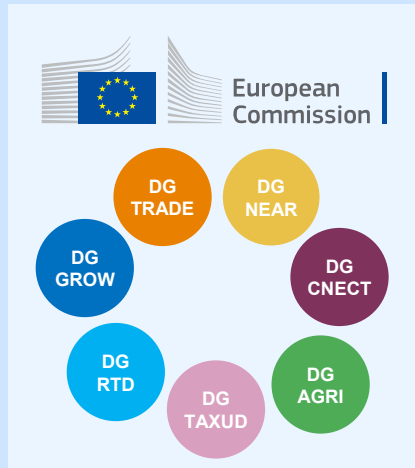 European
Commission
DG
TRADE
DG
NEAR
DG
GROW
DG
CNECT
DG
RTD
DG
AGRI
DG
TAXUD